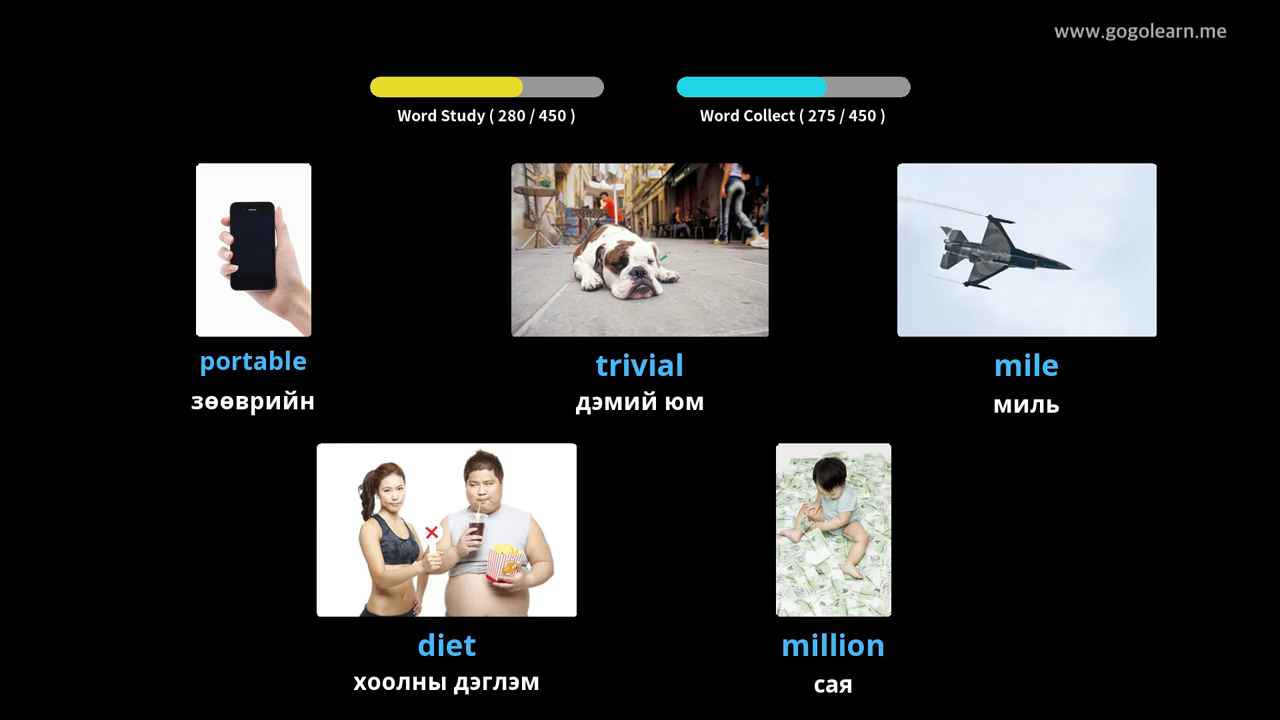 www.gogolearn.me
Word Study ( 280 / 450 )
Word Collect ( 275 / 450 )
portable
зөөврийн
trivial
дэмий юм
mile
миль
diet
хоолны дэглэм
million
сая